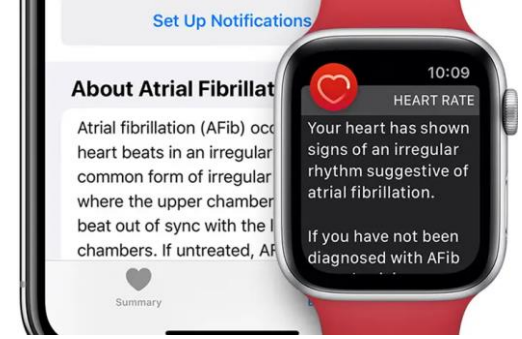 Set Up Notifications
About Atrial Fibrillat
Atrial fibrillation (AFib) occ
heart beats in an irregular
common form of irregular
where the upper chamber
beat out of sync with the l
chambers. If untreated, AF
Summary
10:09
HEART RATE
Your heart has shown
signs of an irregular
rhythm suggestive of
atrial fibrillation.
If you have not been
diagnosed with AFib